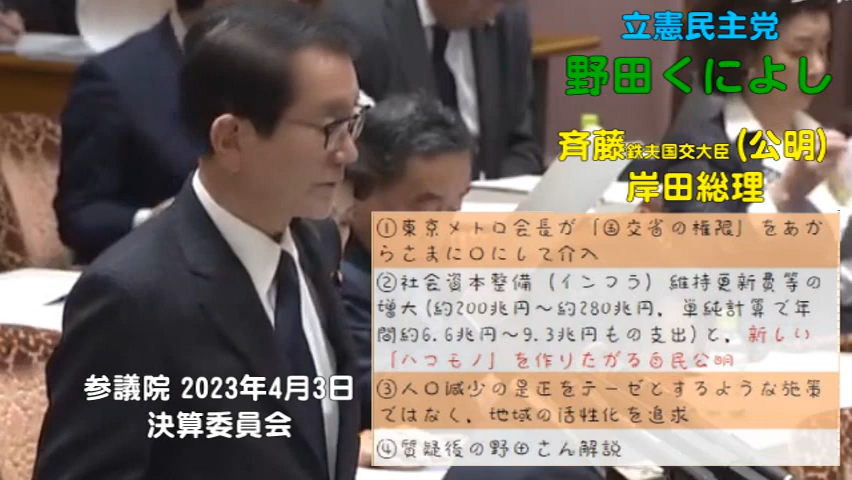 立憲民主党
野田くによし
斉藤鉄夫国交大臣(公明)
岸田総理
①東京メトロ会長が「国交省の権限」をあか
らさまに口にして介入
②社会資本整備(インフラ)維持更新費等の
増大(約200兆円~約280兆円,単純計算で年
間約6.6兆円~9.3兆円もの支出)と,新しい
「ハコモノ」を作りたがる自民公明
③人口減少の是正をテーゼとするような施策
ではなく,地域の活性化を追求
④質疑後の野田さん解説
参議院 2023年4月3日
決算委員会